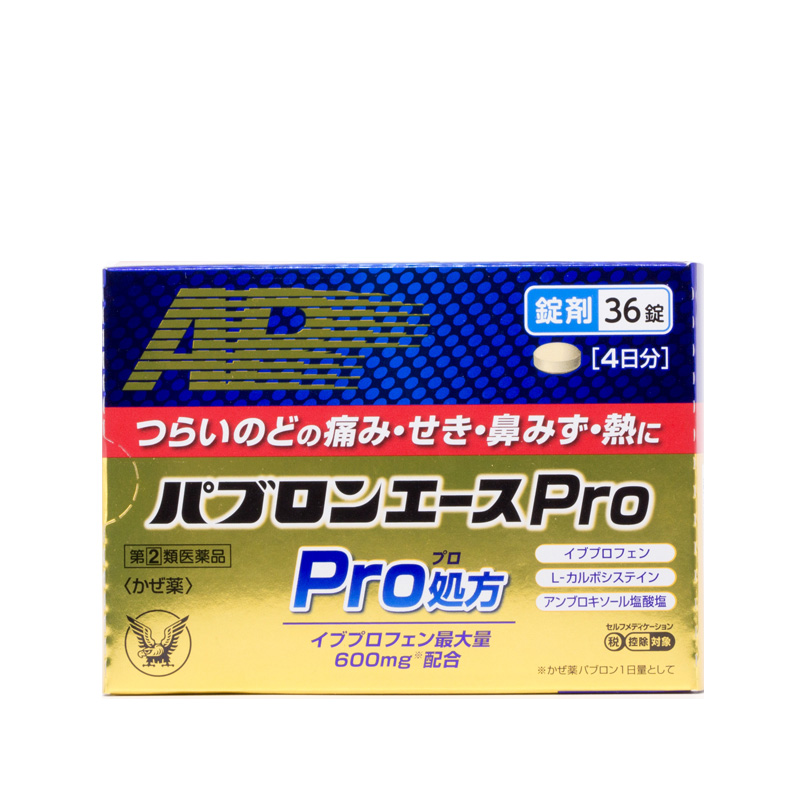 AP
錠剤 36錠
[4日分]
つらいのどの痛み・せき・鼻みず・熱に
パブロンエースPro
指定第2類医薬品
〈かぜ薬〉
プロ
Pro処方
イブプロフェン最大量
600mg※配合
イブプロフェン
L-カルボシステイン
アンブロキソール塩酸塩
セルフメディケーション
税 控除 対象
※かぜ薬パブロン1日量として